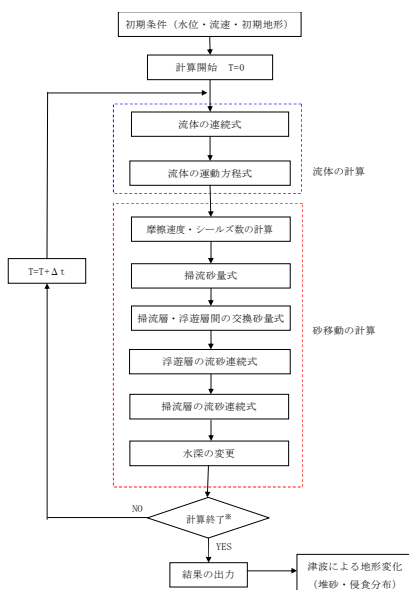 初期条件（水位・流速・初期地形）
計算開始　T=0
流体の連続式
流体の運動方程式
流体の計算
摩擦速度・シールズ数の計算
T=T+Δt
掃流砂量式
掃流層・浮遊層間の交換砂量式
砂移動の計算
浮遊層の流砂連続式
掃流層の流砂連続式
水深の変更
NO
計算終了※
YES
結果の出力
津波による地形変化
（堆砂・侵食分布）